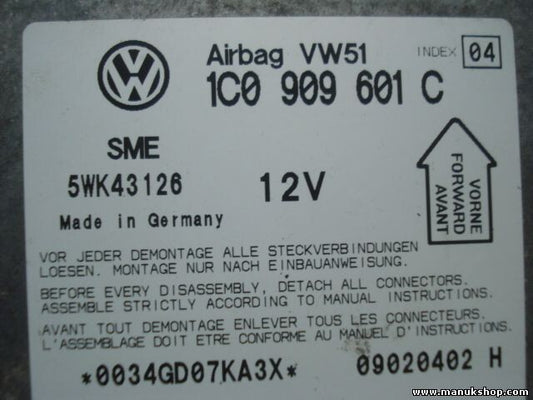 Airbag VW51 INDEX 04
1C0 909 601 C
SME
5WK43126 12V
Made in Germany
VORNE
FORWARD
AVANT
VOR JEDER DEMONTAGE ALLE STECKVERBINDUNGEN
LOESEN. MONTAGE NUR NACH EINBAUANWEISUNG.
BEFORE EVERY DISASSEMBLY, DETACH ALL CONNECTORS.
ASSEMBLE STRICTLY ACCORDING TO MANUAL INSTRUCTIONS.
AVANT TOUT DEMONTAGE ENLEVER TOUS LES CONNECTEURS.
L'ASSEMBLAGE DOIT ETRE CONFORME AU MANUEL D'INSTRUCTIONS.
*0034GD07KA3X* 09020402 H
www.manukshop.com